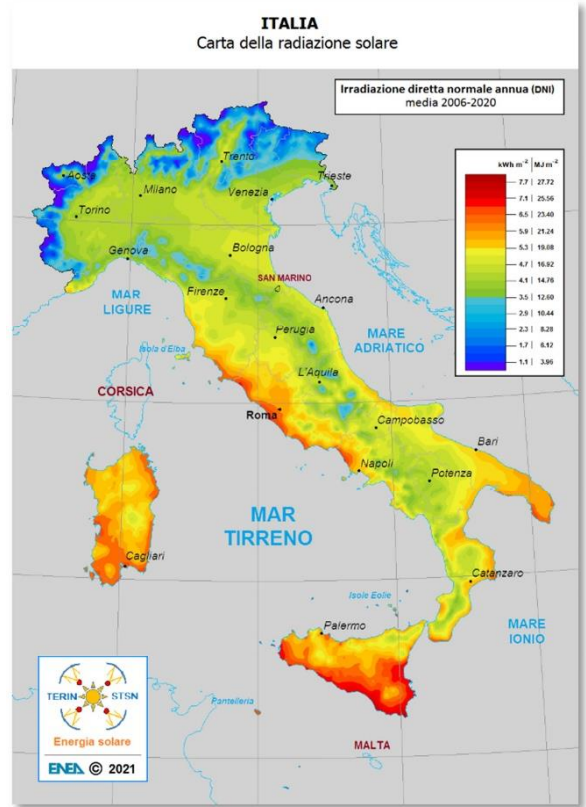 ITALIA
Carta della radiazione solare
Irradiazione diretta normale annua (DNI)
media 2006-2020
kWh m⁻² MJ m⁻²
7.7 27.72
7.1 25.56
6.5 23.40
5.9 21.24
5.3 19.08
4.7 16.92
4.1 14.76
3.5 12.60
2.9 10.44
2.3 8.28
1.7 6.12
1.1 3.96
Trento
Aosta
Trieste
Milano
Venezia
Torino
Genova
Bologna
SAN MARINO
Firenze
Ancona
MAR
LIGURE
Perugia
MARE
ADRIATICO
Isola d'Elba
L'Aquila
CORSICA
Roma
Campobasso
Bari
Napoli
Potenza
MAR
TIRRENO
Cagliari
Catanzaro
Isole Eolie
Palermo
MARE
IONIO
TERIN STSN
Energia solare
ENEA © 2021
Pantelleria
MALTA